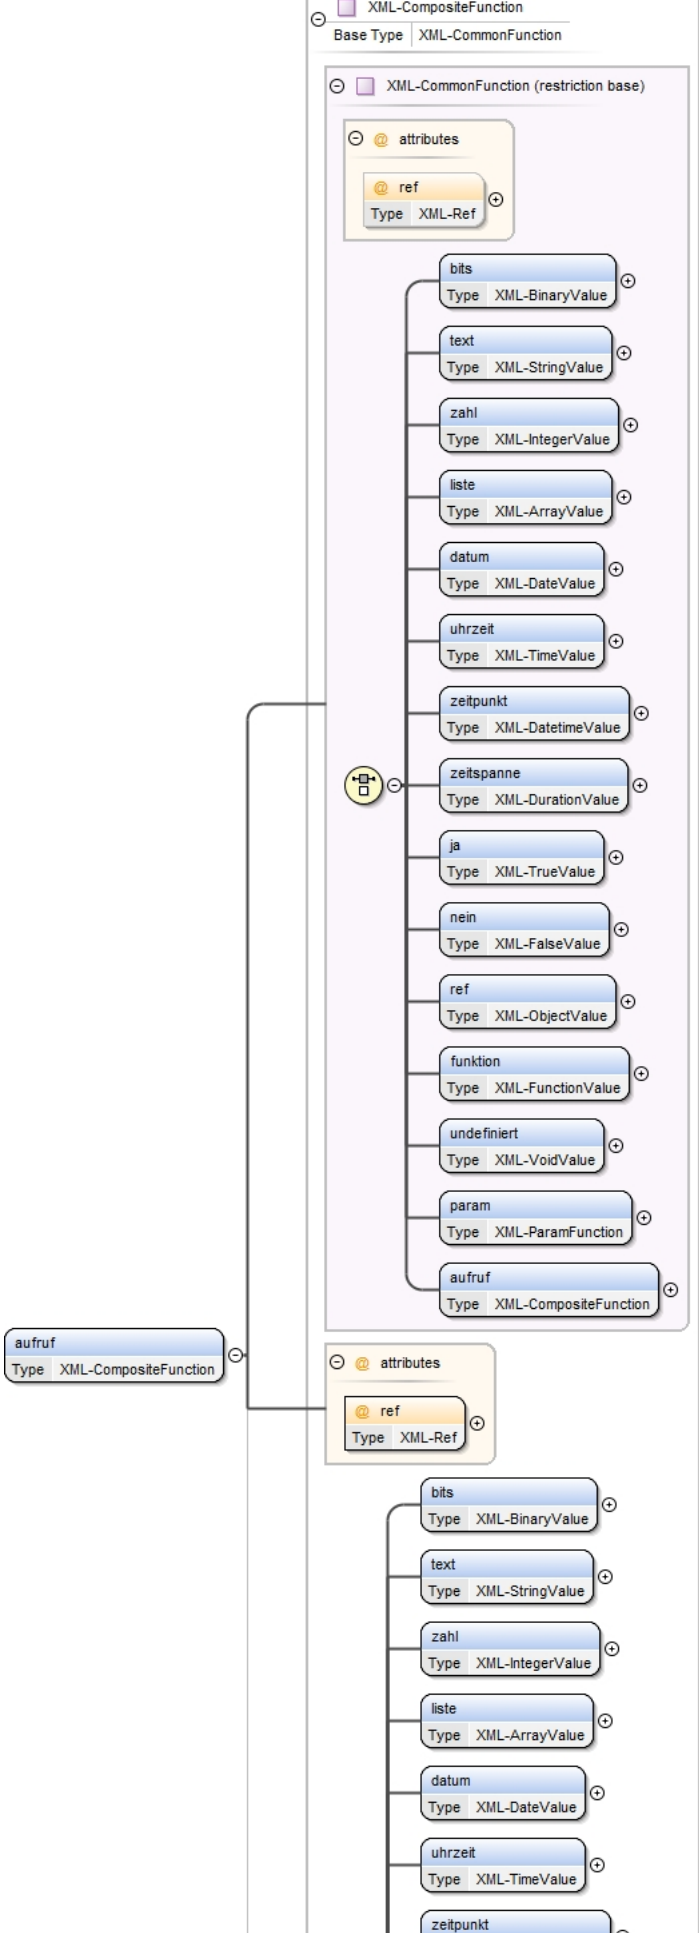 XML-CompositeFunction
Base Type XML-CommonFunction
XML-CommonFunction (restriction base)
@ attributes
@ ref
Type XML-Ref
bits
Type XML-BinaryValue
text
Type XML-StringValue
zahl
Type XML-IntegerValue
liste
Type XML-ArrayValue
datum
Type XML-DateValue
uhrzeit
Type XML-TimeValue
zeitpunkt
Type XML-DatetimeValue
zeitspanne
Type XML-DurationValue
ja
Type XML-TrueValue
nein
Type XML-FalseValue
ref
Type XML-ObjectValue
funktion
Type XML-FunctionValue
undefiniert
Type XML-VoidValue
param
Type XML-ParamFunction
aufruf
Type XML-CompositeFunction
aufruf
Type XML-CompositeFunction
@ attributes
@ ref
Type XML-Ref
bits
Type XML-BinaryValue
text
Type XML-StringValue
zahl
Type XML-IntegerValue
liste
Type XML-ArrayValue
datum
Type XML-DateValue
uhrzeit
Type XML-TimeValue
zeitpunkt